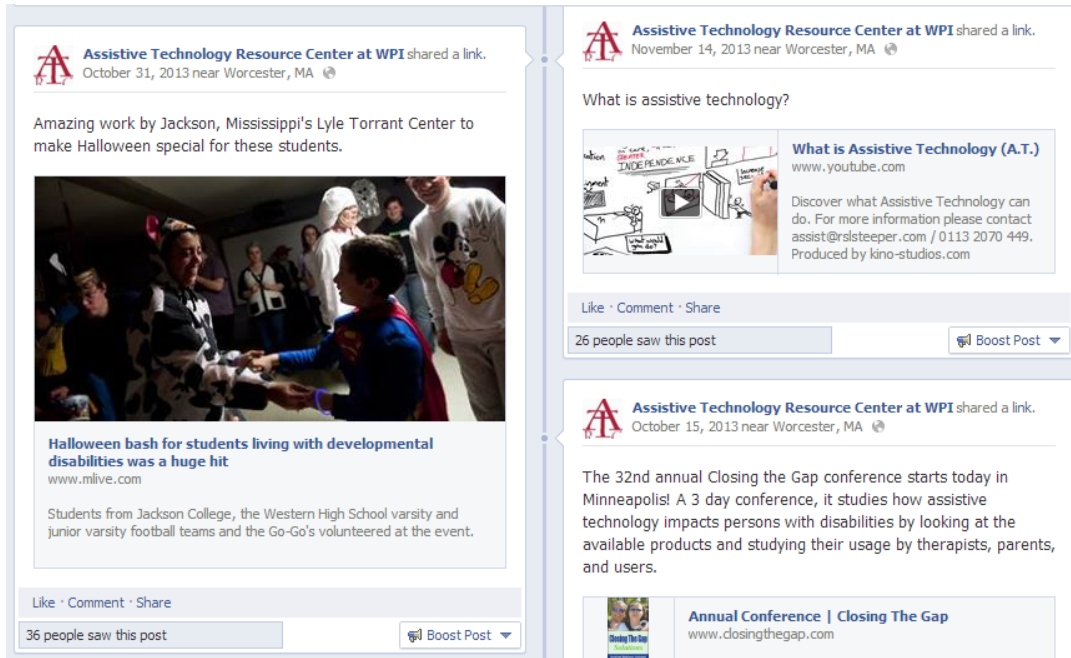 Assistive Technology Resource Center at WPI shared a link.
October 31, 2013 near Worcester, MA
Amazing work by Jackson, Mississippi's Lyle Torrant Center to
make Halloween special for these students.
Halloween bash for students living with developmental
disabilities was a huge hit
www.mlive.com
Students from Jackson College, the Western High School varsity and
junior varsity football teams and the Go-Go's volunteered at the event.
Like · Comment · Share
36 people saw this post
Boost Post
Assistive Technology Resource Center at WPI shared a link.
November 14, 2013 near Worcester, MA
What is assistive technology?
INDEPENDENCE
what would
you do?
What is Assistive Technology (A.T.)
www.youtube.com
Discover what Assistive Technology can
do. For more information please contact
assist@rslsteeper.com / 0113 2070 449.
Produced by kino-studios.com
Like · Comment · Share
26 people saw this post
Boost Post
Assistive Technology Resource Center at WPI shared a link.
October 15, 2013 near Worcester, MA
The 32nd annual Closing the Gap conference starts today in
Minneapolis! A 3 day conference, it studies how assistive
technology impacts persons with disabilities by looking at the
available products and studying their usage by therapists, parents,
and users.
Closing The Gap
Solutions
Annual Conference | Closing The Gap
www.closingthegap.com